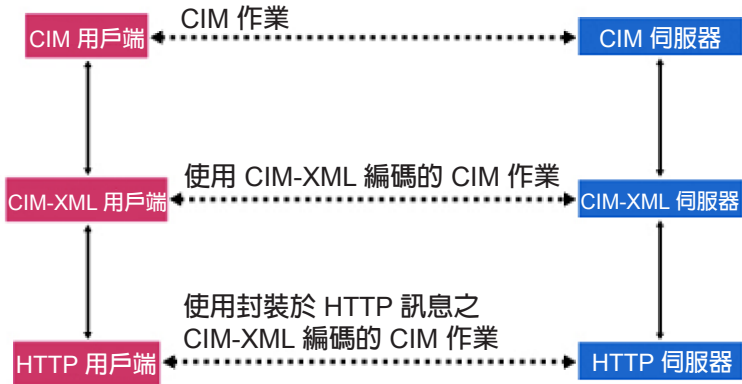 CIM 作業
CIM 用戶端
CIM 伺服器
使用 CIM-XML 編碼的 CIM 作業
CIM-XML 用戶端
CIM-XML 伺服器
使用封裝於 HTTP 訊息之
CIM-XML 編碼的 CIM 作業
HTTP 用戶端
HTTP 伺服器